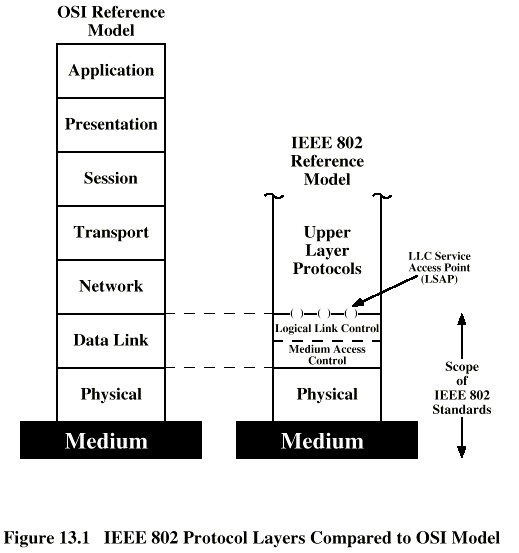 OSI Reference
Model
Application
Presentation
Session
Transport
Network
Data Link
Physical
Medium
IEEE 802
Reference
Model
Upper
Layer
Protocols
LLC Service
Access Point
(LSAP)
Logical Link Control
Medium Access
Control
Physical
Medium
Scope
of
IEEE 802
Standards
Figure 13.1 IEEE 802 Protocol Layers Compared to OSI Model